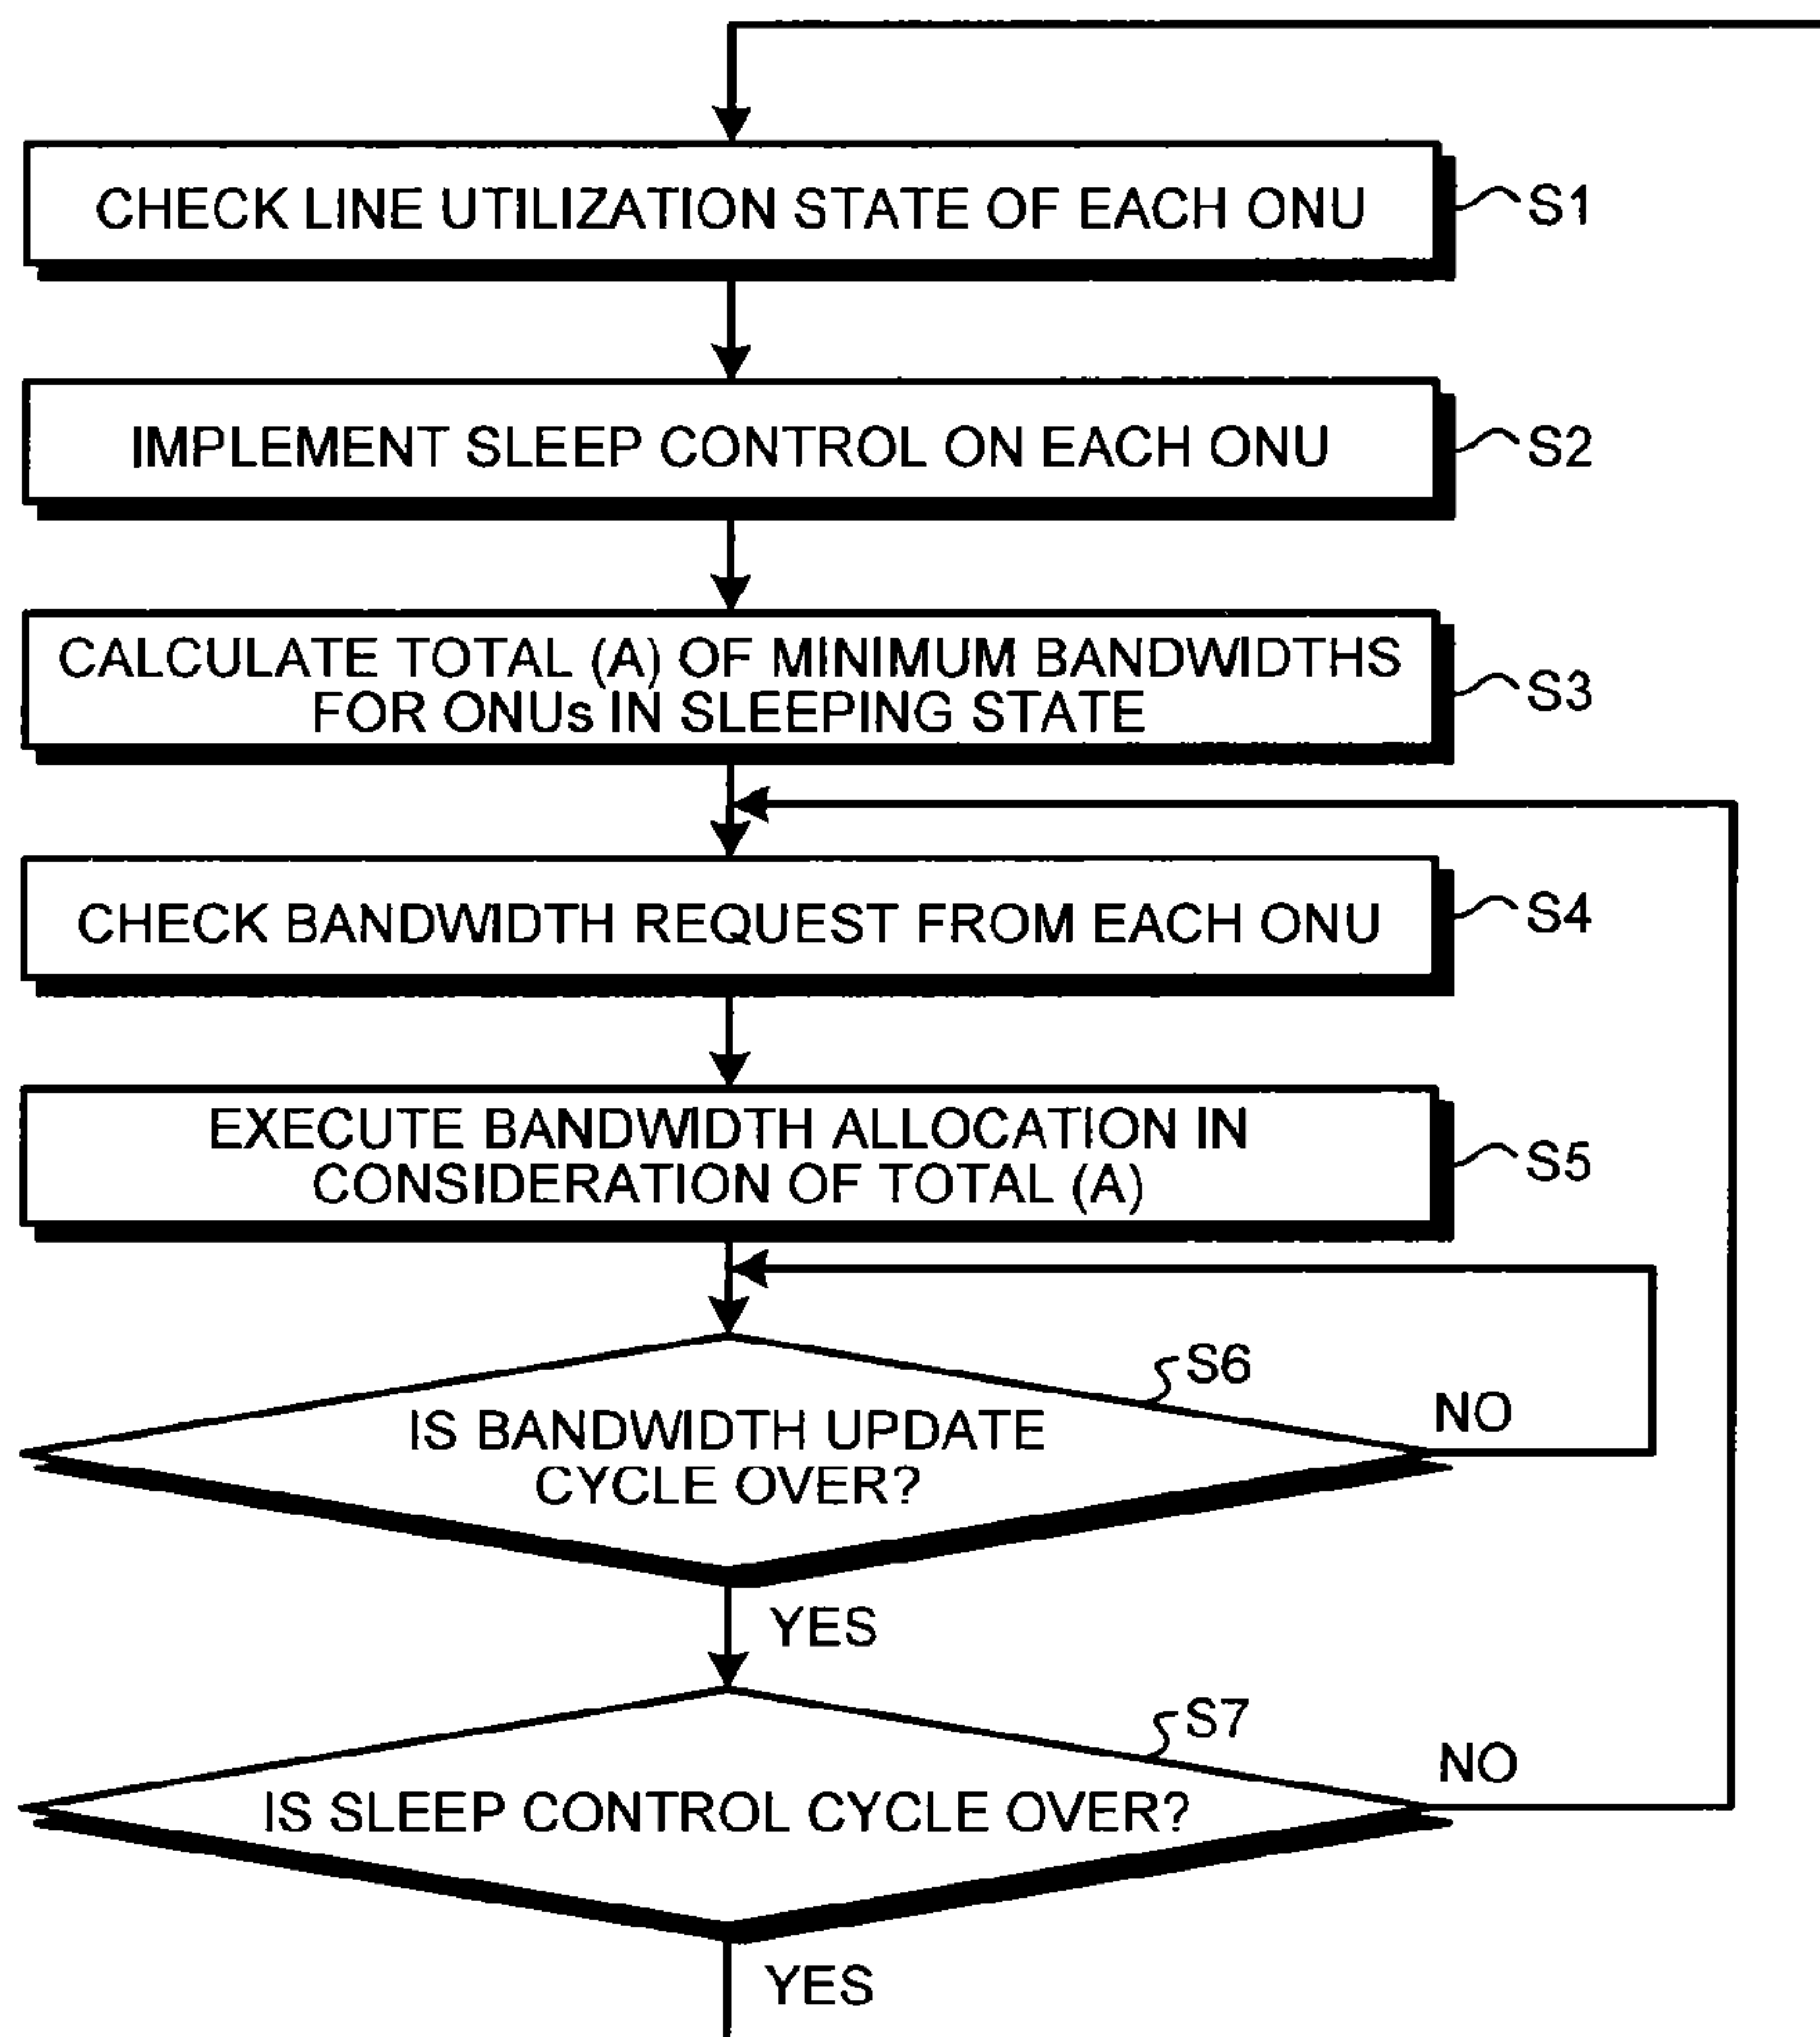 CHECK LINE UTILIZATION STATE OF EACH ONU
S1
IMPLEMENT SLEEP CONTROL ON EACH ONU
S2
CALCULATE TOTAL (A) OF MINIMUM BANDWIDTHS
FOR ONUs IN SLEEPING STATE
S3
CHECK BANDWIDTH REQUEST FROM EACH ONU
S4
EXECUTE BANDWIDTH ALLOCATION IN
CONSIDERATION OF TOTAL (A)
S5
S6
IS BANDWIDTH UPDATE
CYCLE OVER?
NO
YES
S7
IS SLEEP CONTROL CYCLE OVER?
NO
YES